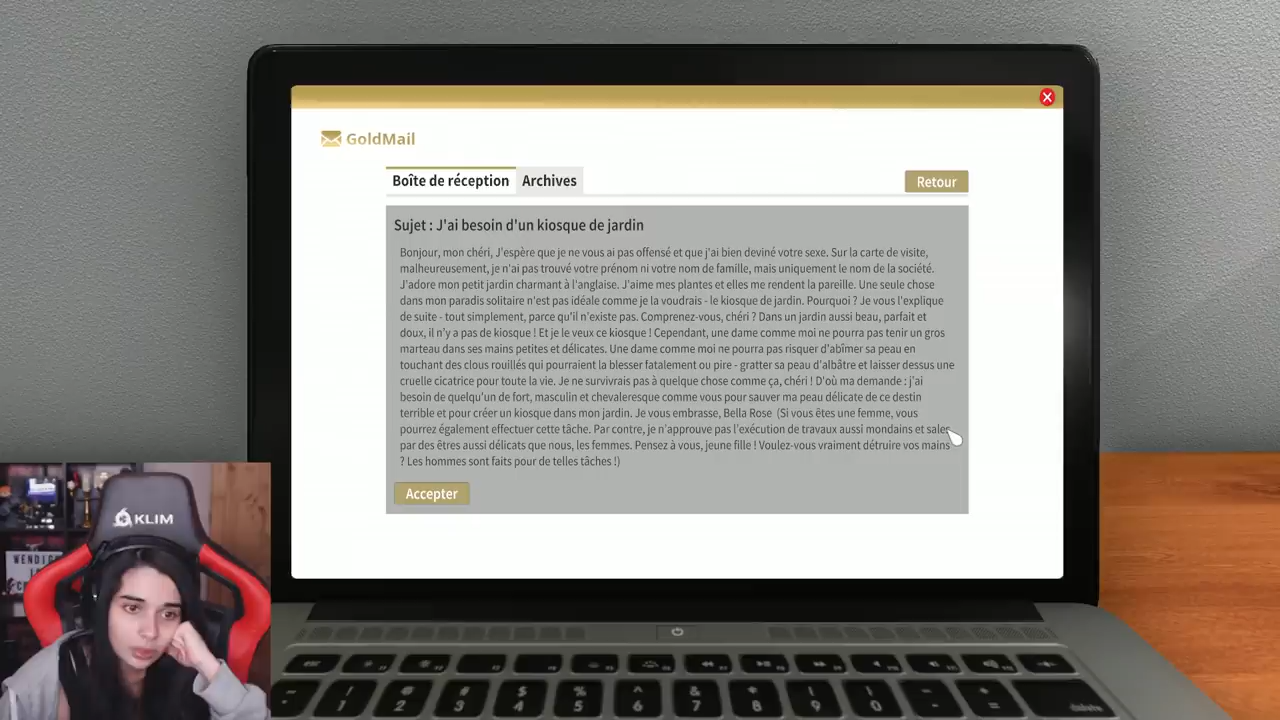 GoldMail
Boîte de réception
Archives
Retour
Sujet : J'ai besoin d'un kiosque de jardin
Bonjour, mon chéri, J'espère que je ne vous ai pas offensé et que j'ai bien deviné votre sexe. Sur la carte de visite,
malheureusement, je n'ai pas trouvé votre prénom ni votre nom de famille, mais uniquement le nom de la société.
J'adore mon petit jardin charmant à l'anglaise. J'aime mes plantes et elles me rendent la pareille. Une seule chose
dans mon paradis solitaire n'est pas idéale comme je la voudrais - le kiosque de jardin. Pourquoi ? Je vous l'explique
de suite - tout simplement, parce qu'il n'existe pas. Comprenez-vous, chéri ? Dans un jardin aussi beau, parfait et
doux, il n'y a pas de kiosque ! Et je le veux ce kiosque ! Cependant, une dame comme moi ne pourra pas tenir un gros
marteau dans ses mains petites et délicates. Une dame comme moi ne pourra pas risquer d'abîmer sa peau en
touchant des clous rouillés qui pourraient la blesser fatalement ou pire - gratter sa peau d'albâtre et laisser dessus une
cruelle cicatrice pour toute la vie. Je ne survivrais pas à quelque chose comme ça, chéri ! D'où ma demande : j'ai
besoin de quelqu'un de fort, masculin et chevaleresque comme vous pour sauver ma peau délicate de ce destin
terrible et pour créer un kiosque dans mon jardin. Je vous embrasse, Bella Rose (Si vous êtes une femme, vous
pourrez également effectuer cette tâche. Par contre, je n'approuve pas l'exécution de travaux aussi mondains et sales
par des êtres aussi délicats que nous, les femmes. Pensez à vous, jeune fille ! Voulez-vous vraiment détruire vos mains
? Les hommes sont faits pour de telles tâches !)
Accepter
KLIM
WENDIG
esc
1
2
3
4
5
6
7
8
9
0
delete